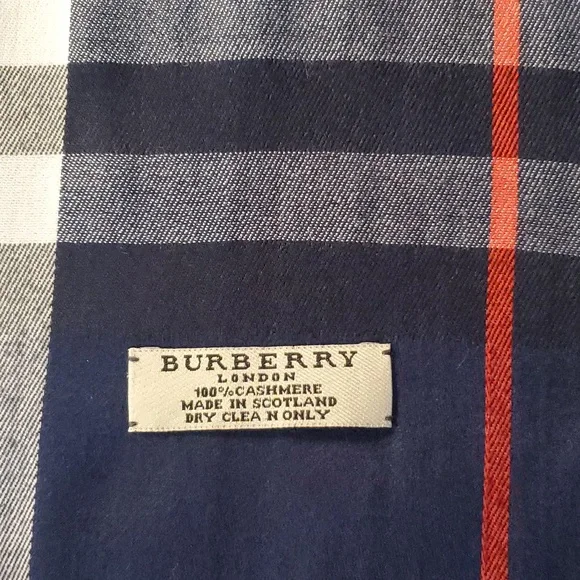 BURBERRY
LONDON
100%CASHMERE
MADE IN SCOTLAND
DRY CLEA N ONLY